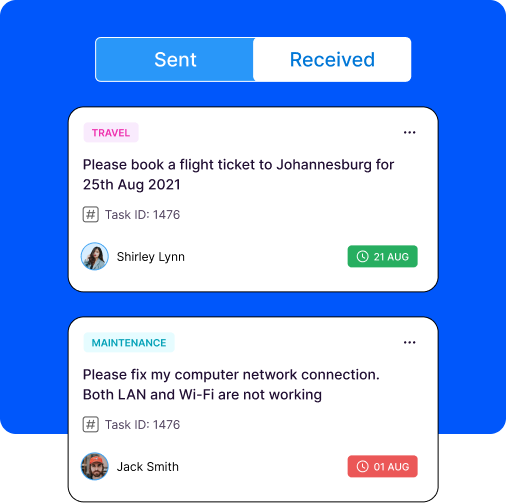 Sent
Received
TRAVEL
Please book a flight ticket to Johannesburg for
25th Aug 2021
# Task ID: 1476
Shirley Lynn
21 AUG
MAINTENANCE
Please fix my computer network connection.
Both LAN and Wi-Fi are not working
# Task ID: 1476
Jack Smith
01 AUG